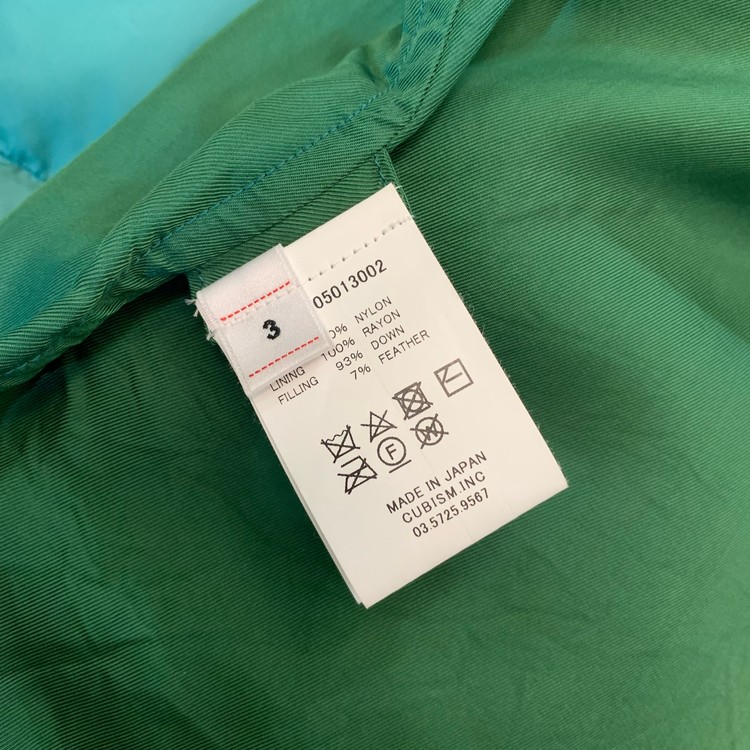 3
05013002
0% NYLON
100% RAYON
LINING 93% DOWN
FILLING 7% FEATHER
F
W
MADE IN JAPAN
CUBISM.INC
03.5725.9567